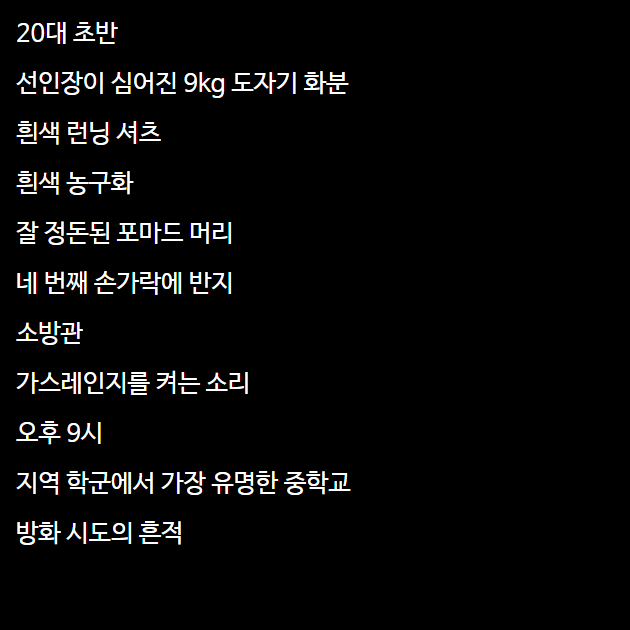 20대 초반
선인장이 심어진 9kg 도자기 화분
흰색 런닝 셔츠
흰색 농구화
잘 정돈된 포마드 머리
네 번째 손가락에 반지
소방관
가스레인지를 켜는 소리
오후 9시
지역 학군에서 가장 유명한 중학교
방화 시도의 흔적